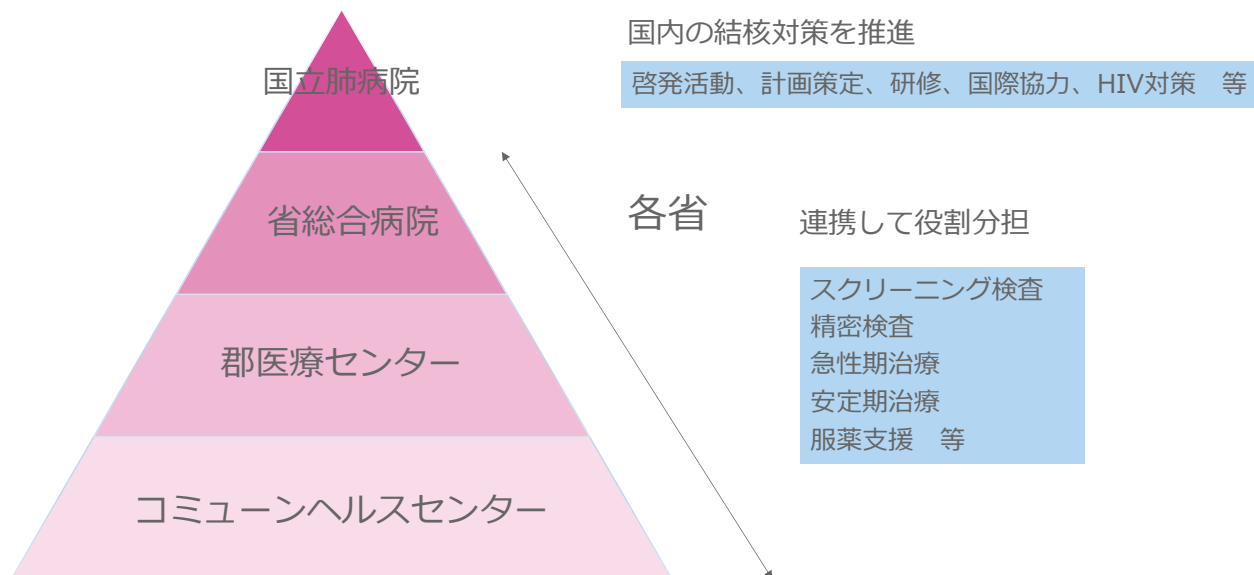 国立肺病院
国内の結核対策を推進
啓発活動、計画策定、研修、国際協力、HIV対策　等
省総合病院
各省
連携して役割分担
スクリーニング検査
精密検査
急性期治療
安定期治療
服薬支援　等
郡医療センター
コミューンヘルスセンター